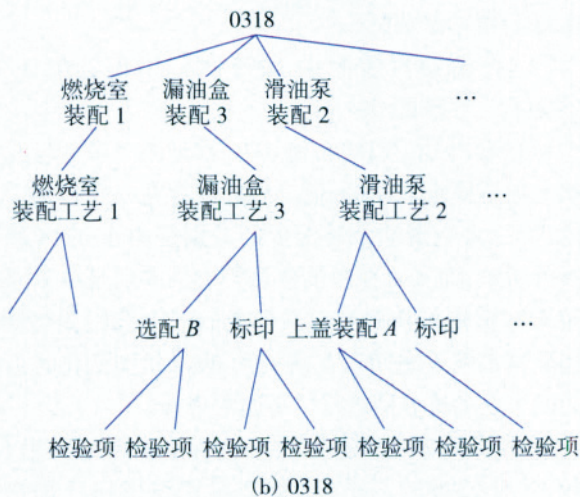 0318
燃烧室 漏油盒 滑油泵
装配 1 装配 3 装配 2 …
燃烧室 漏油盒 滑油泵
装配工艺 1 装配工艺 3 装配工艺 2 …
选配 B 标印 上盖装配 A 标印 …
检验项 检验项 检验项 检验项 检验项 检验项 检验项
(b) 0318